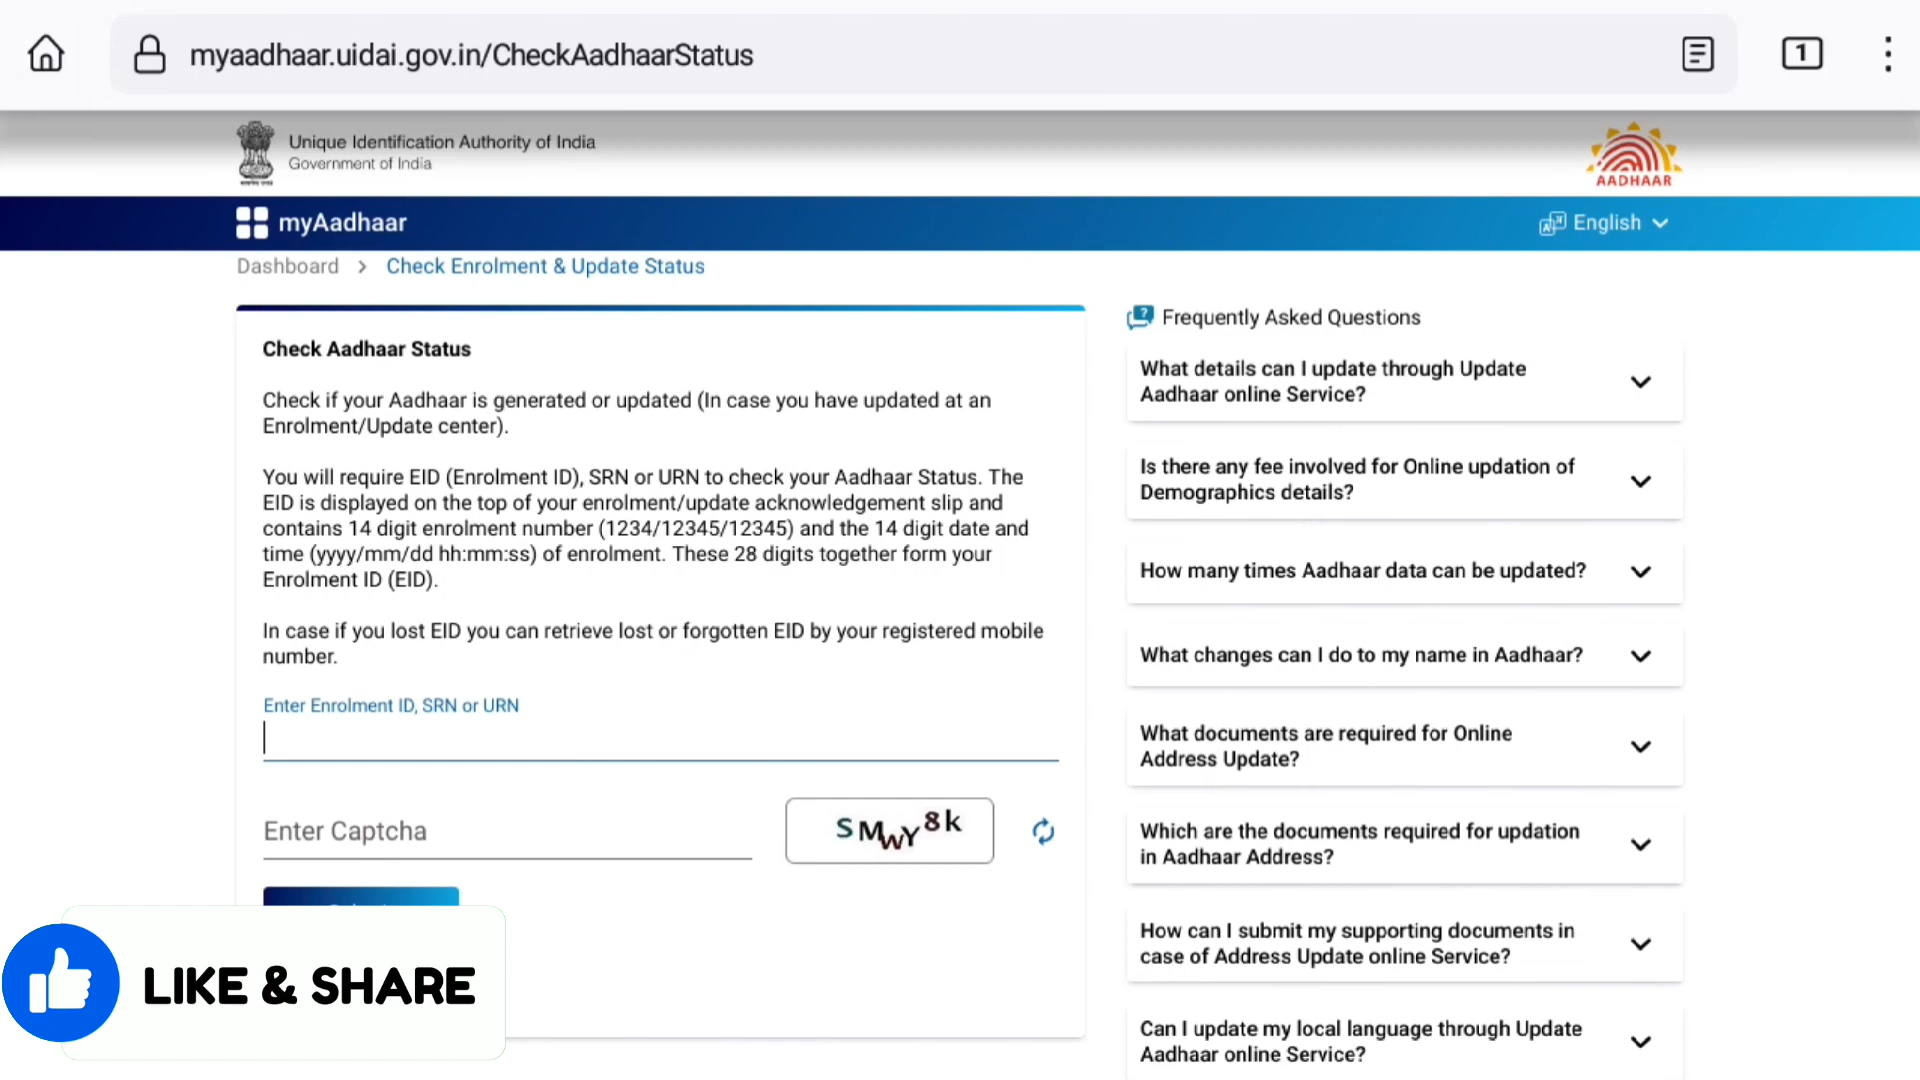 myaadhaar.uidai.gov.in/CheckAadhaarStatus
1
Unique Identification Authority of India
Government of India
AADHAAR
myAadhaar
English
Dashboard > Check Enrolment & Update Status
Check Aadhaar Status
Check if your Aadhaar is generated or updated (In case you have updated at an
Enrolment/Update center).
You will require EID (Enrolment ID), SRN or URN to check your Aadhaar Status. The
EID is displayed on the top of your enrolment/update acknowledgement slip and
contains 14 digit enrolment number (1234/12345/12345) and the 14 digit date and
time (yyyy/mm/dd hh:mm:ss) of enrolment. These 28 digits together form your
Enrolment ID (EID).
In case if you lost EID you can retrieve lost or forgotten EID by your registered mobile
number.
Enter Enrolment ID, SRN or URN
Enter Captcha
SMWY8k
LIKE & SHARE
Frequently Asked Questions
What details can I update through Update
Aadhaar online Service?
Is there any fee involved for Online updation of
Demographics details?
How many times Aadhaar data can be updated?
What changes can I do to my name in Aadhaar?
What documents are required for Online
Address Update?
Which are the documents required for updation
in Aadhaar Address?
How can I submit my supporting documents in
case of Address Update online Service?
Can I update my local language through Update
Aadhaar online Service?